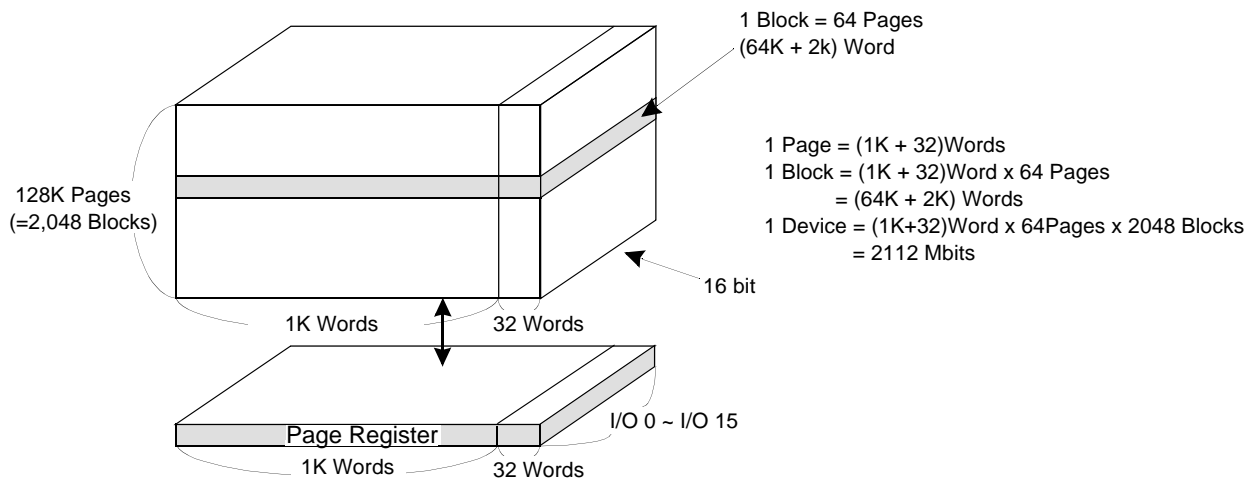 1 Block = 64 Pages
(64K + 2k) Word
1 Page = (1K + 32)Words
1 Block = (1K + 32)Word x 64 Pages
= (64K + 2K) Words
1 Device = (1K+32)Word x 64Pages x 2048 Blocks
= 2112 Mbits
128K Pages
(=2,048 Blocks)
16 bit
1K Words
32 Words
I/O 0 ~ I/O 15
Page Register
1K Words
32 Words